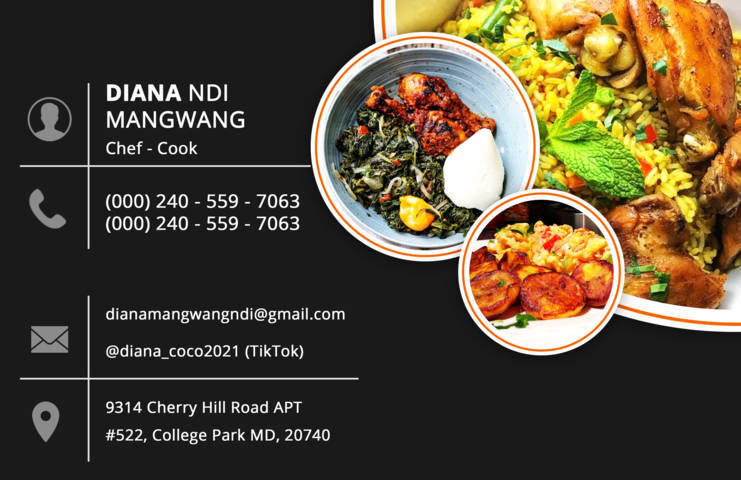 DIANA NDI
MANGWANG
Chef - Cook
(000) 240 - 559 - 7063
(000) 240 - 559 - 7063
dianamangwangndi@gmail.com
@diana_coco2021 (TikTok)
9314 Cherry Hill Road APT
#522, College Park MD, 20740